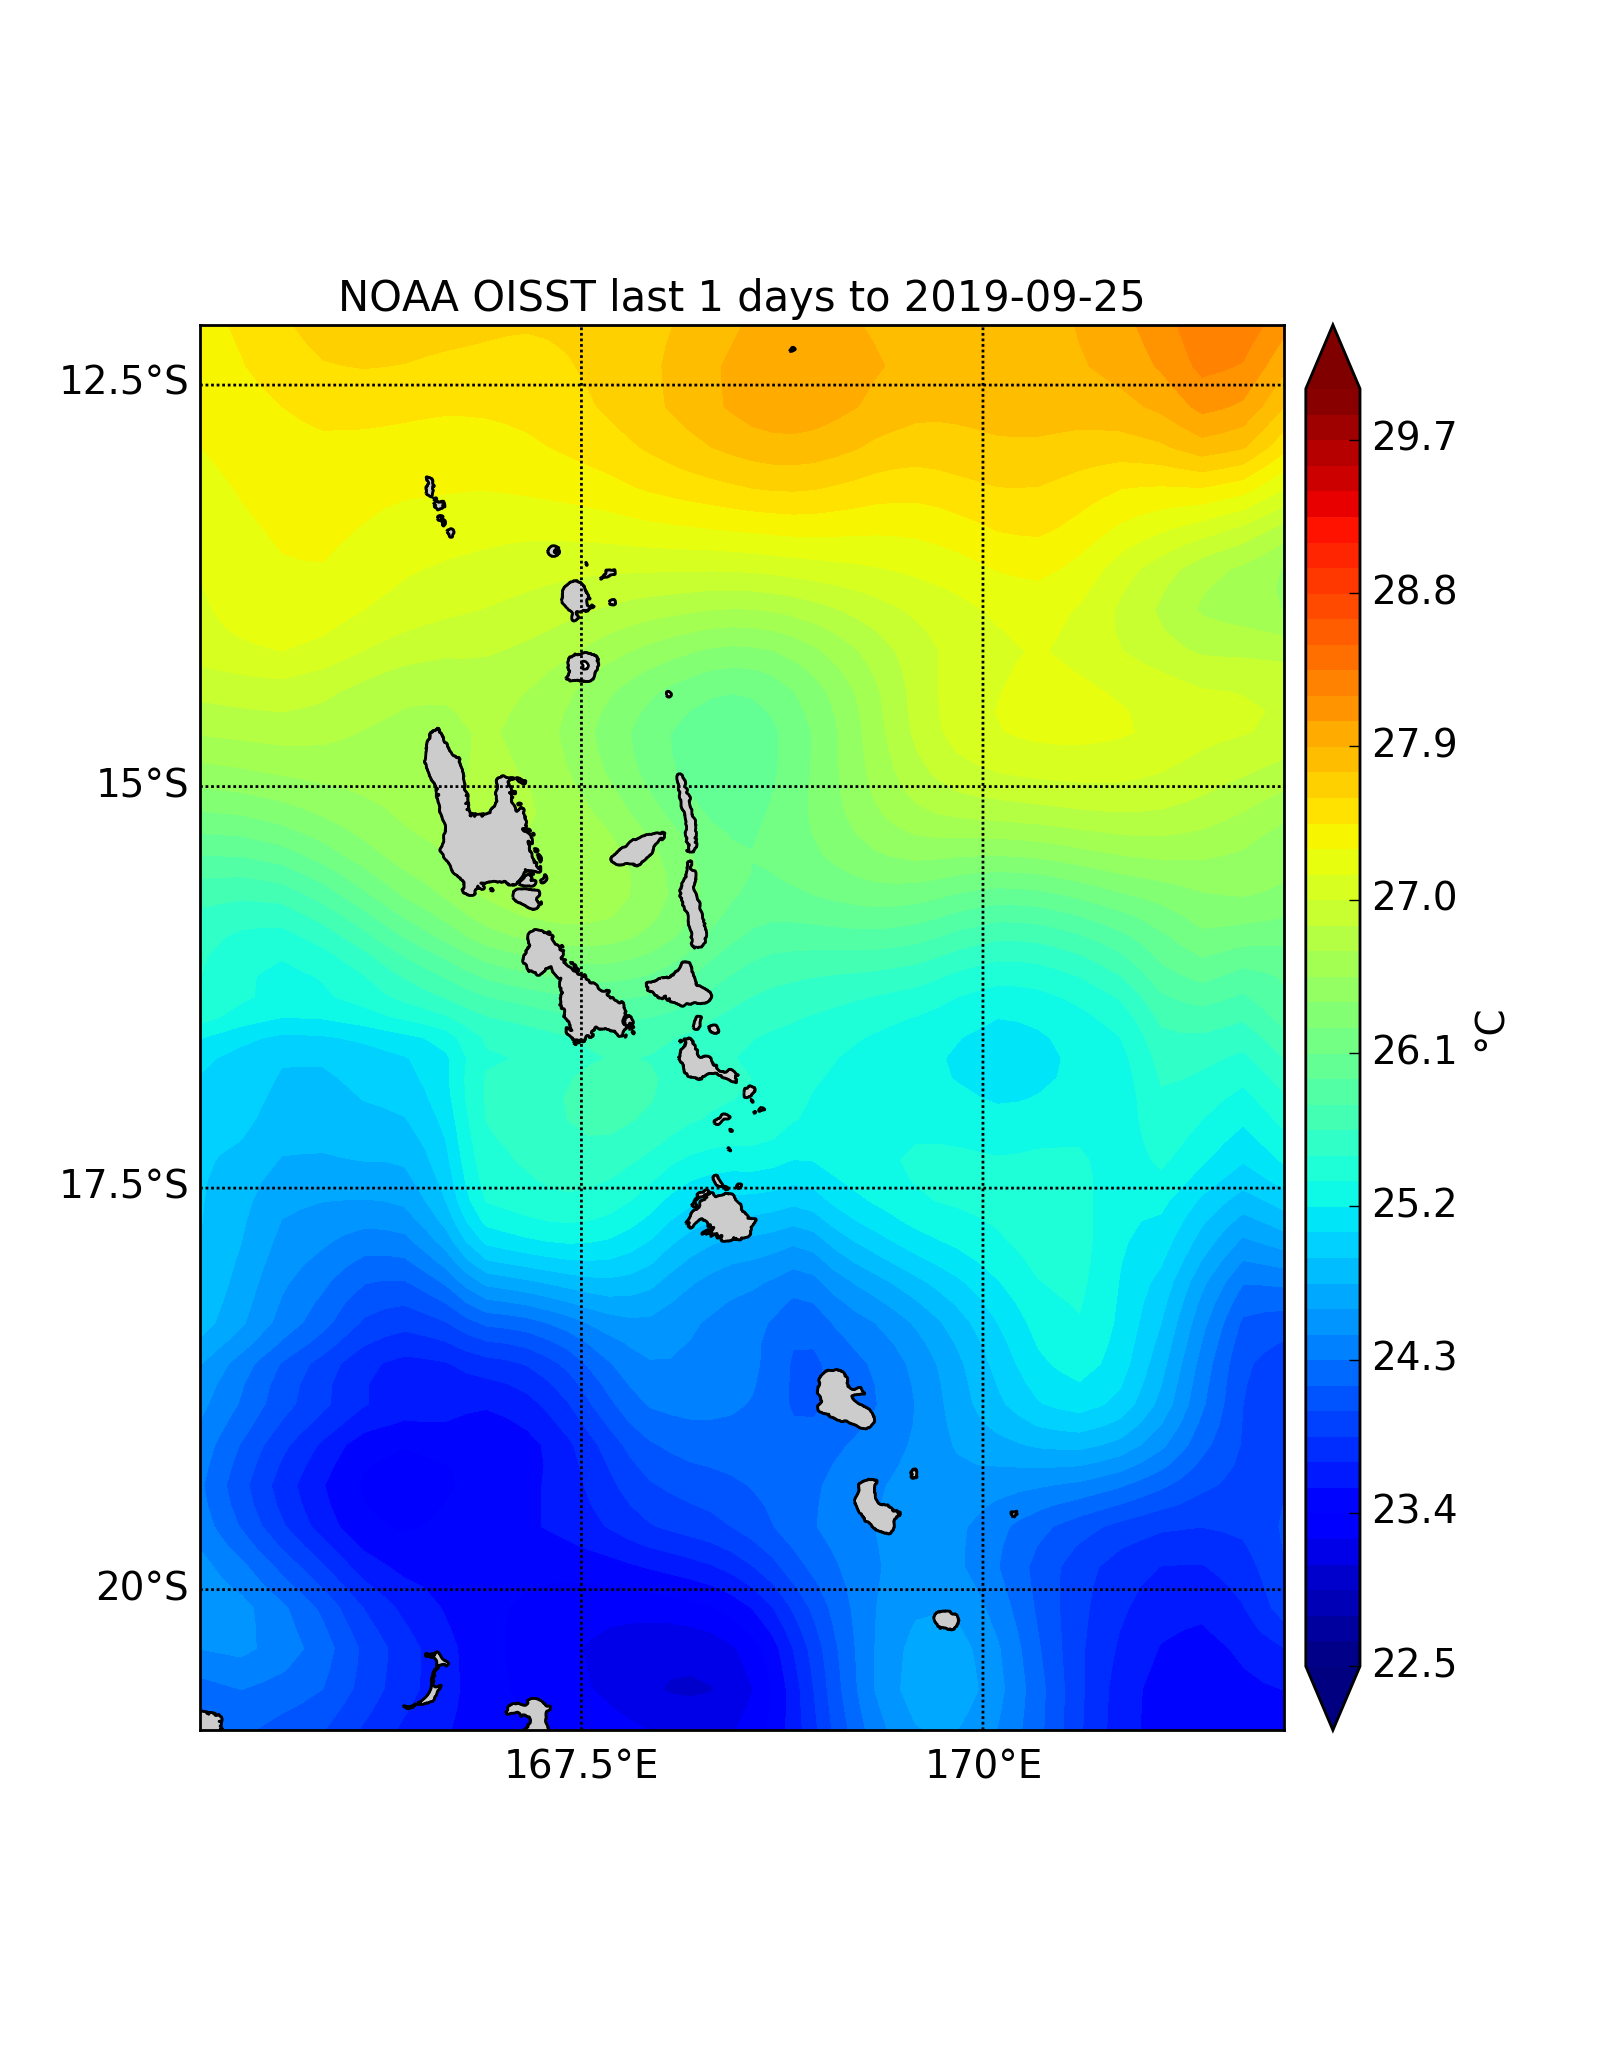 NOAA OISST last 1 days to 2019-09-25
12.5°S
15°S
17.5°S
20°S
167.5°E
170°E
29.7
28.8
27.9
27.0
26.1
25.2
24.3
23.4
22.5
°C